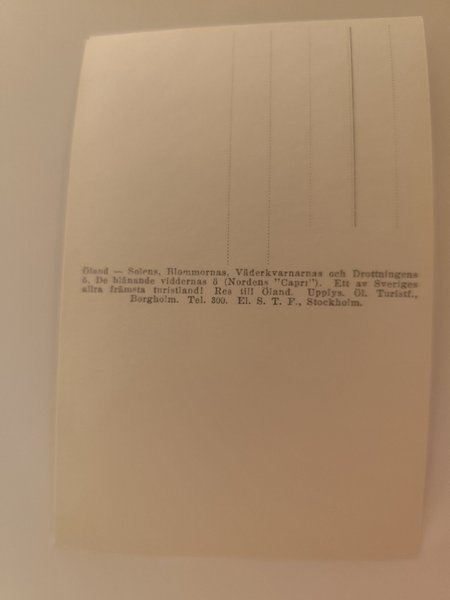 Öland — Solens, Blommornas, Väderkvarnarnas och Drottningens
ö. De blånande viddernas ö (Nordens "Capri"). Ett av Sveriges
allra främsta turistland! Res till Öland. Upplys. Öl. Turistf.,
Borgholm. Tel. 300. El. S. T. F., Stockholm.